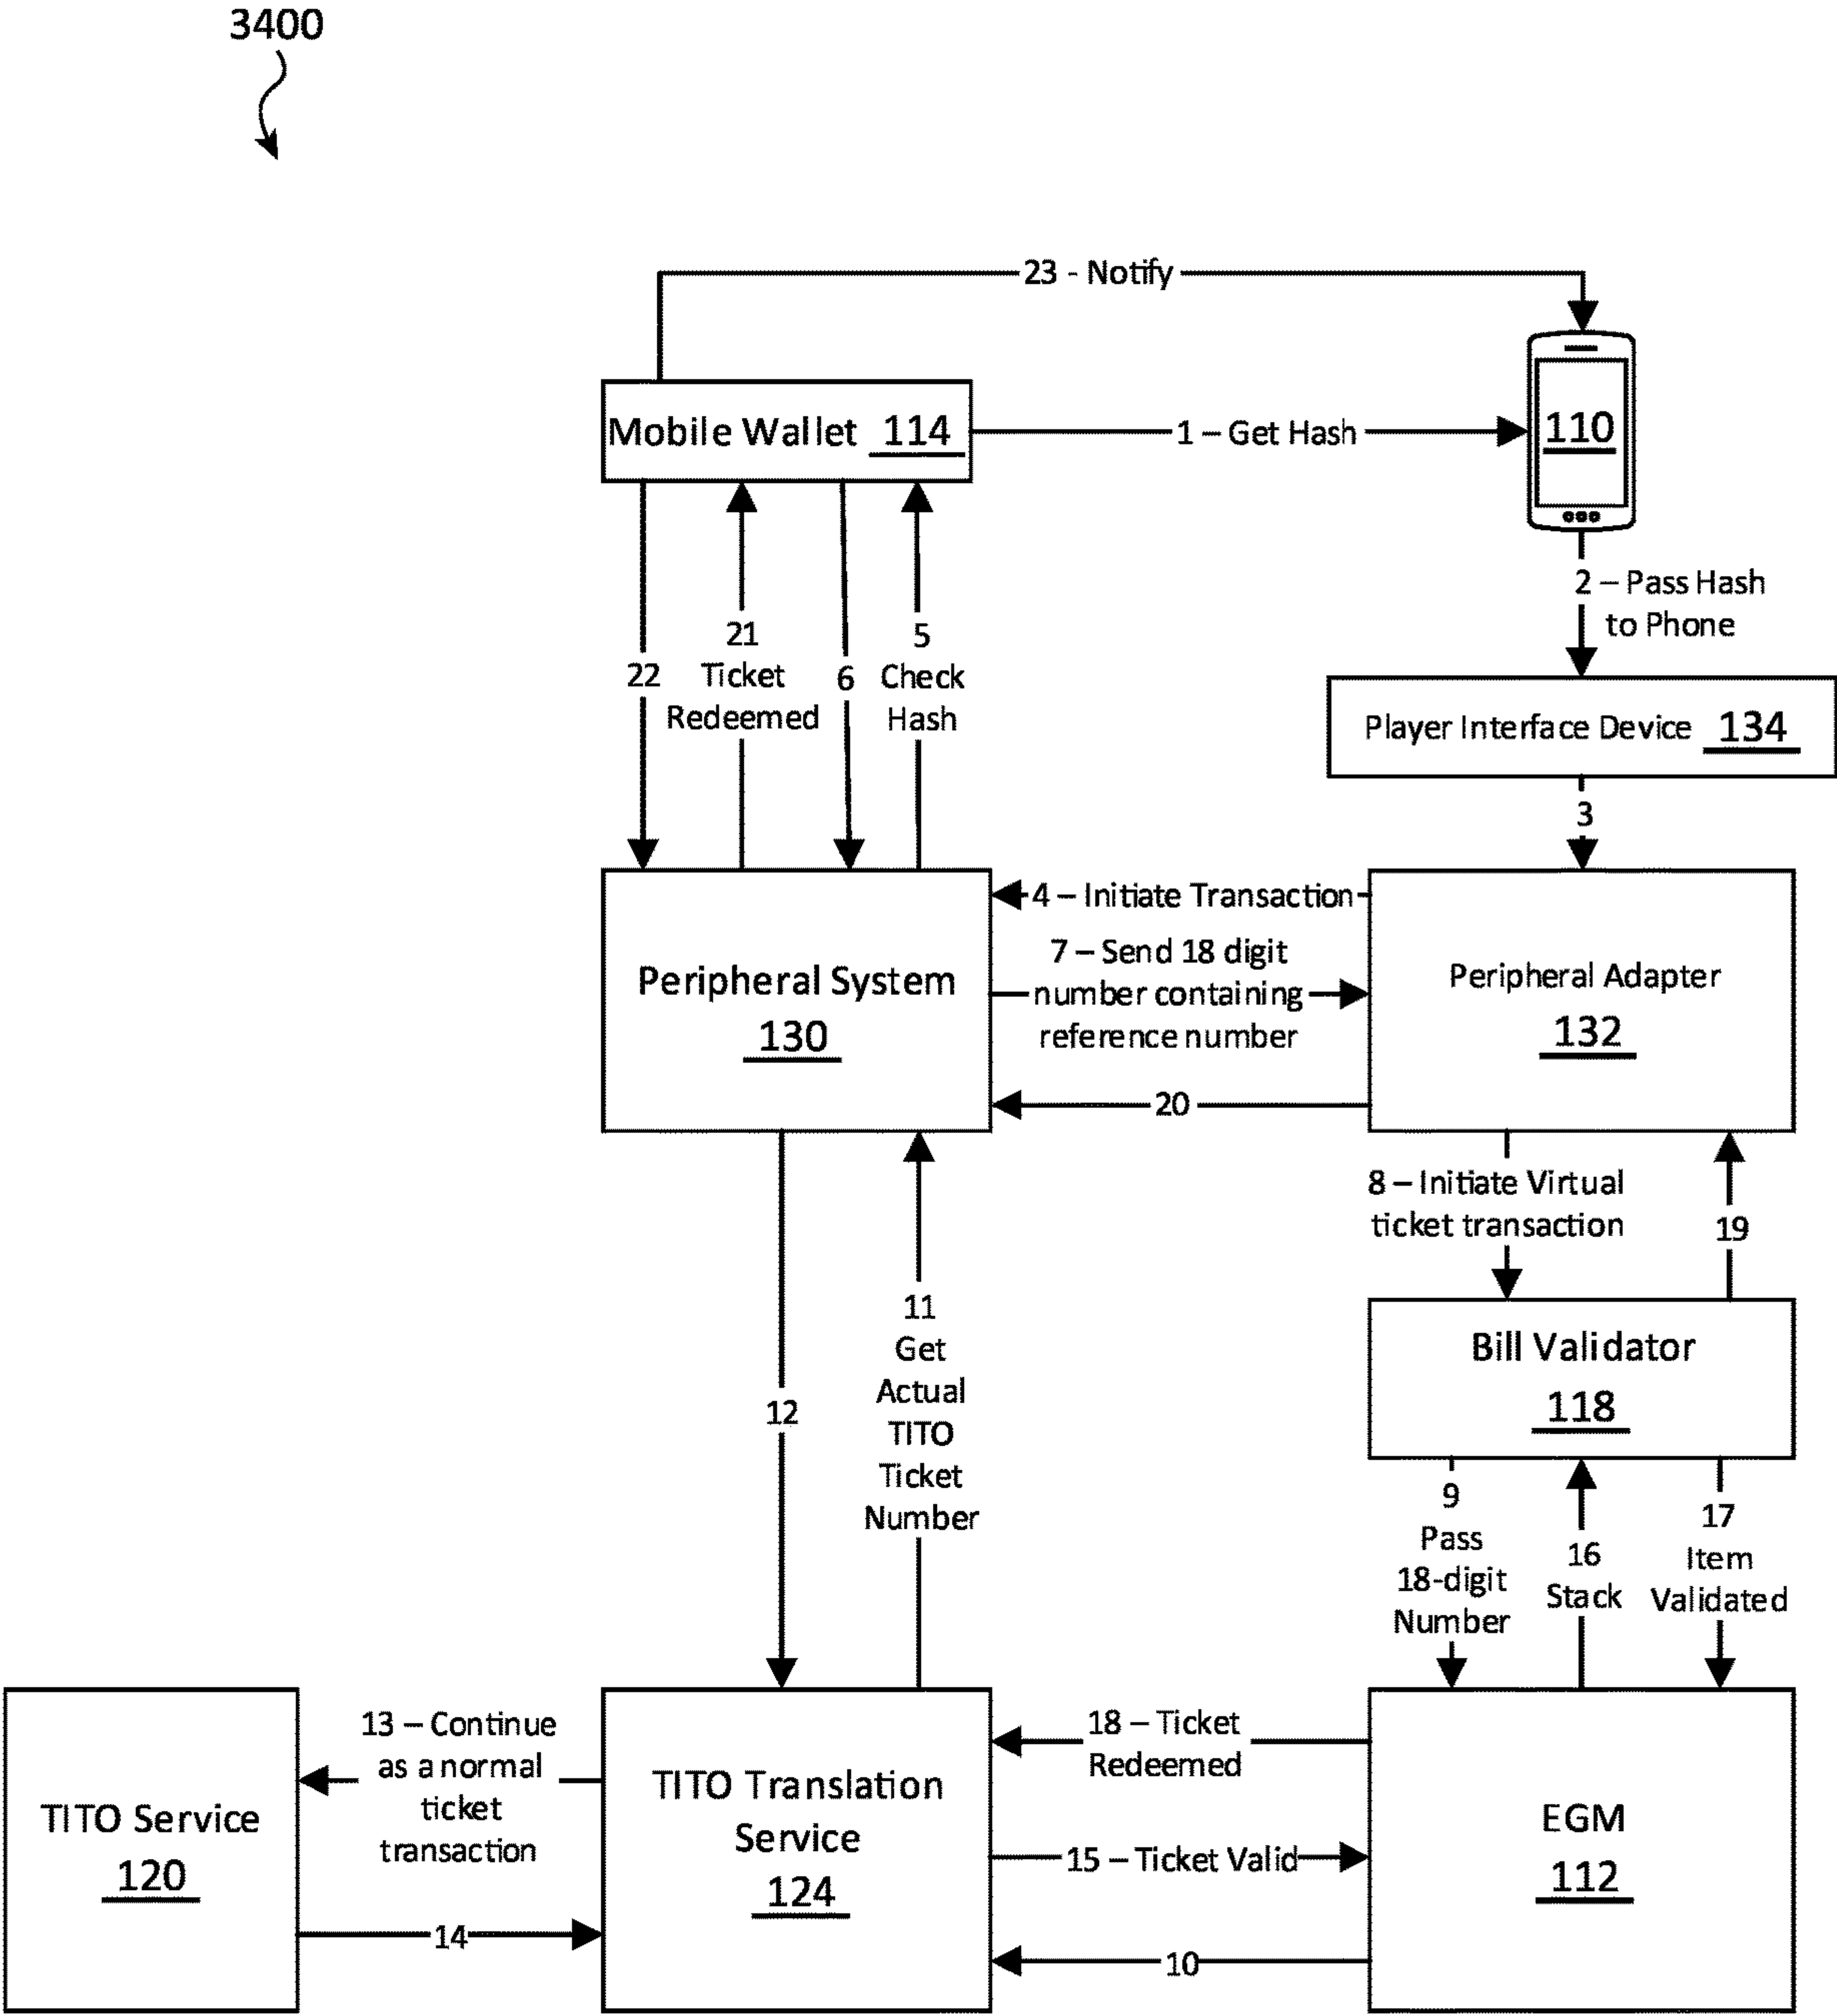 3400
23 - Notify
Mobile Wallet 114
1 – Get Hash
110
2 – Pass Hash
to Phone
22
21
Ticket
Redeemed
6
5
Check
Hash
Player Interface Device 134
3
4 – Initiate Transaction
7 – Send 18 digit
number containing
reference number
20
Peripheral System
130
Peripheral Adapter
132
8 – Initiate Virtual
ticket transaction
19
12
11
Get
Actual
TITO
Ticket
Number
Bill Validator
118
9
Pass
18-digit
Number
16
Stack
17
Item
Validated
TITO Service
120
13 – Continue
as a normal
ticket
transaction
14
TITO Translation
Service
124
18 – Ticket
Redeemed
15 – Ticket Valid
10
EGM
112